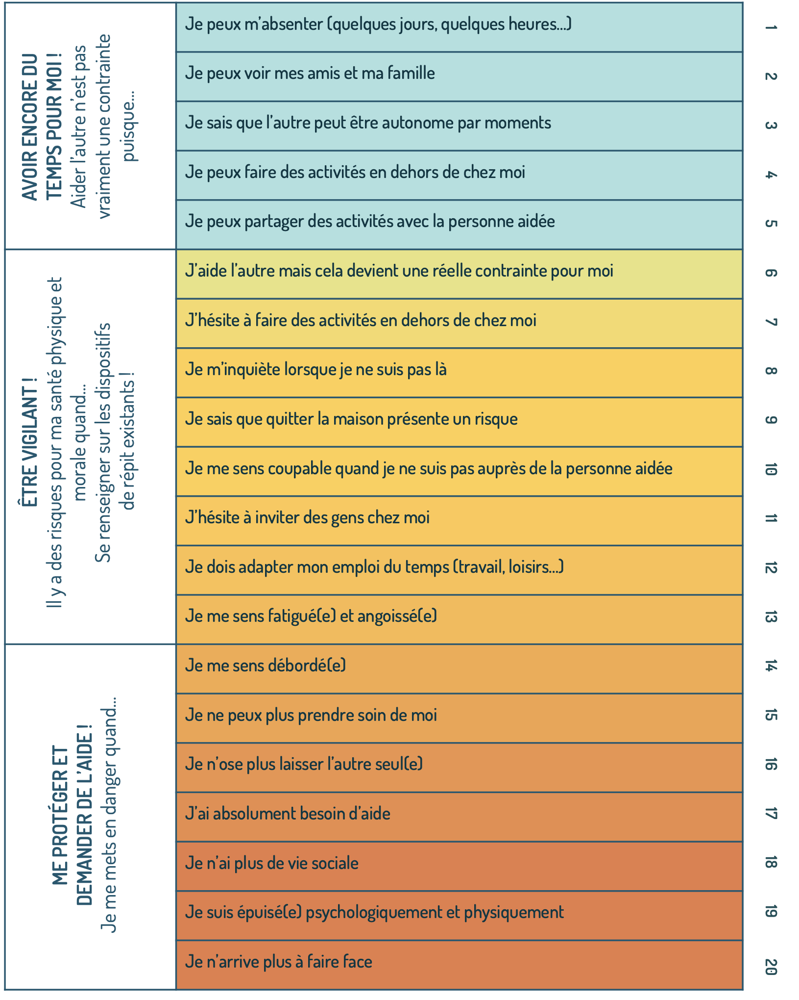 AVOIR ENCORE DU
TEMPS POUR MOI !
Aider l’autre n’est pas
vraiment une contrainte
puisque...
Je peux m’absenter (quelques jours, quelques heures...)
1
Je peux voir mes amis et ma famille
2
Je sais que l’autre peut être autonome par moments
3
Je peux faire des activités en dehors de chez moi
4
Je peux partager des activités avec la personne aidée
5
ÊTRE VIGILANT !
Il y a des risques pour ma santé physique et
morale quand...
Se renseigner sur les dispositifs
de répit existants !
J’aide l’autre mais cela devient une réelle contrainte pour moi
6
J’hésite à faire des activités en dehors de chez moi
7
Je m’inquiète lorsque je ne suis pas là
8
Je sais que quitter la maison présente un risque
9
Je me sens coupable quand je ne suis pas auprès de la personne aidée
10
J’hésite à inviter des gens chez moi
11
Je dois adapter mon emploi du temps (travail, loisirs...)
12
Je me sens fatigué(e) et angoissé(e)
13
ME PROTÉGER ET
DEMANDER DE L’AIDE !
Je me mets en danger quand...
Je me sens débordé(e)
14
Je ne peux plus prendre soin de moi
15
Je n’ose plus laisser l’autre seul(e)
16
J’ai absolument besoin d’aide
17
Je n’ai plus de vie sociale
18
Je suis épuisé(e) psychologiquement et physiquement
19
Je n’arrive plus à faire face
20